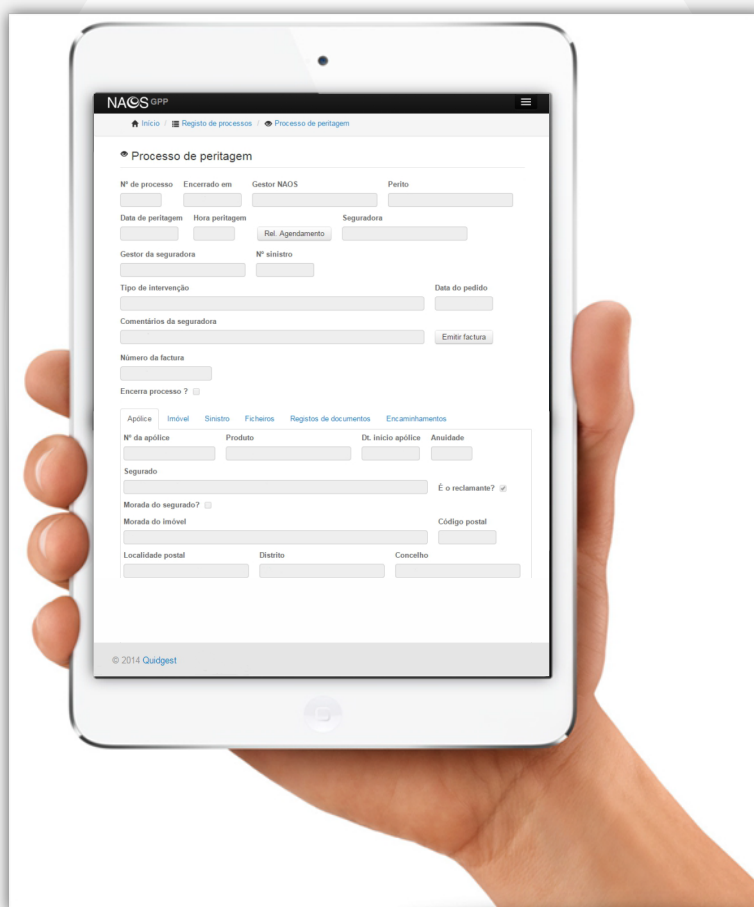 NAOS GPP
Início / Registo de processos / Processo de peritagem
Processo de peritagem
Nº de processo Encerrado em Gestor NAOS Perito
Data de peritagem Hora peritagem Seguradora
Rel. Agendamento
Gestor da seguradora Nº sinistro
Tipo de intervenção Data do pedido
Comentários da seguradora
Emitir factura
Número da factura
Encerra processo ?
Apólice Imóvel Sinistro Ficheiros Registos de documentos Encaminhamentos
Nº da apólice Produto Dt. inicio apólice Anuidade
Segurado
É o reclamante?
Morada do segurado?
Morada do imóvel Código postal
Localidade postal Distrito Concelho
© 2014 Quidgest